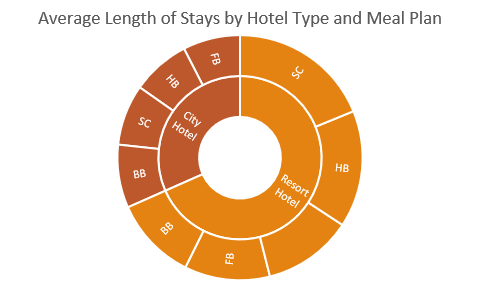 Average Length of Stays by Hotel Type and Meal Plan
SC
HB
FB
BB
BB
SC
HB
FB
Resort
Hotel
City
Hotel